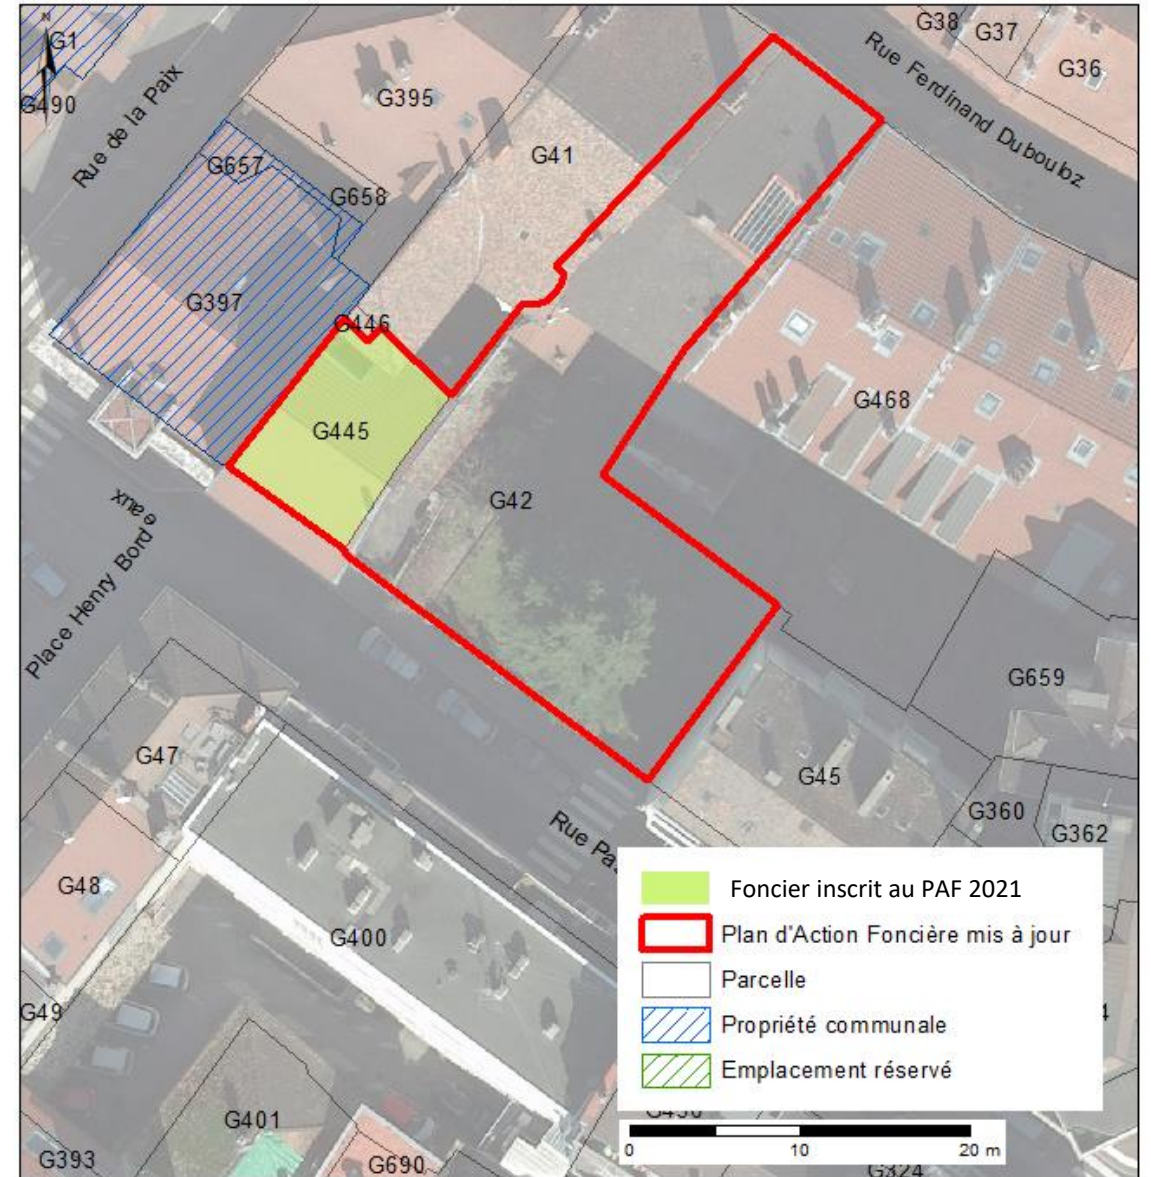 N
G1
G490
Rue de la Paix
G395
G38
G37
G36
Rue Ferdinand Dubouloz
G41
G657
G658
G397
G446
G445
G468
G42
Place Henry Bordeaux
G659
G47
G45
G360
G362
Rue Pa
G48
G400
G49
G401
G393
G690
G324
Foncier inscrit au PAF 2021
Plan d'Action Foncière mis à jour
Parcelle
Propriété communale
Emplacement réservé
0 10 20 m